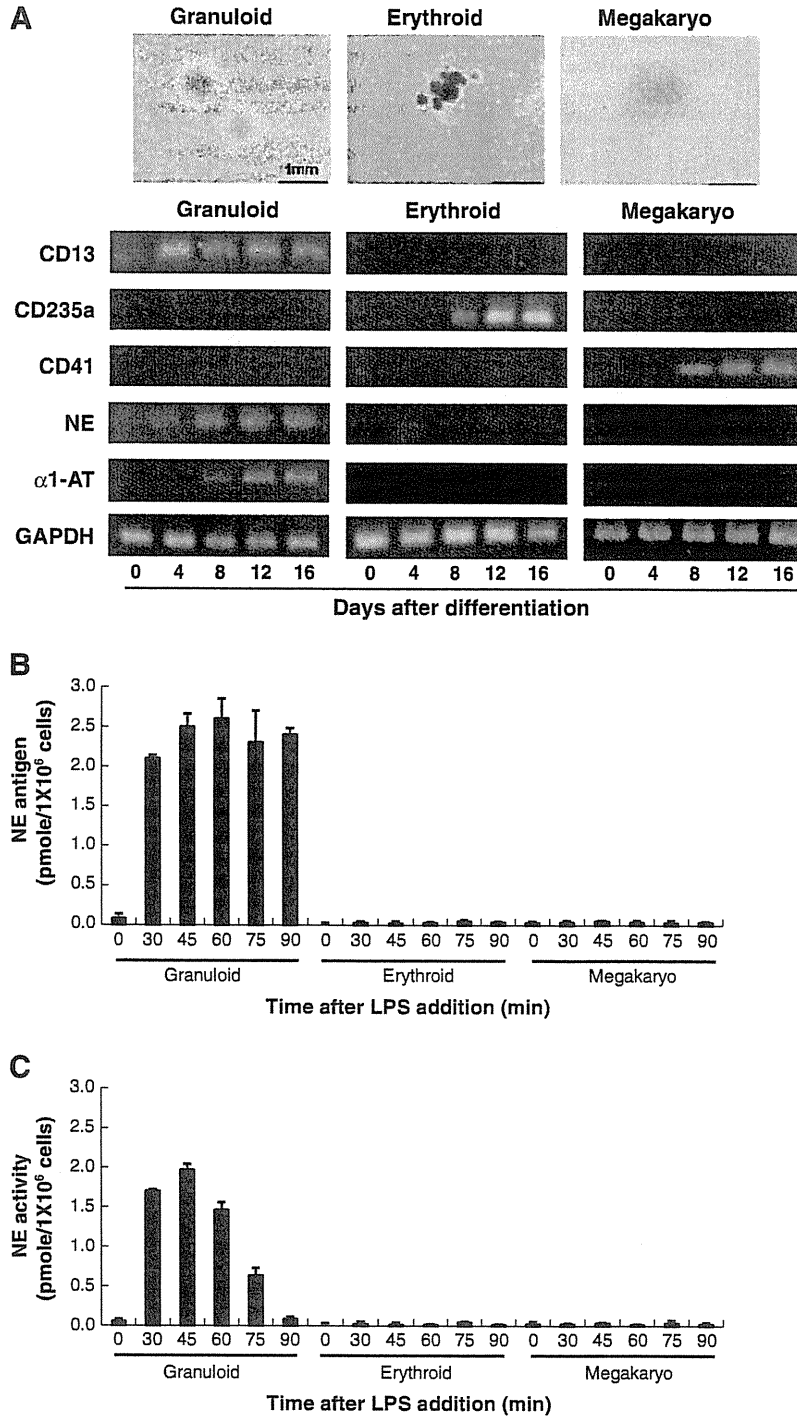 A
Granuloid Erythroid Megakaryo
1mm
Granuloid Erythroid Megakaryo
CD13
CD235a
CD41
NE
α1-AT
GAPDH
0 4 8 12 16 0 4 8 12 16 0 4 8 12 16
Days after differentiation
B
NE antigen
(pmole/1X10⁶ cells)
3.0
2.5
2.0
1.5
1.0
0.5
0.0
0 30 45 60 75 90 0 30 45 60 75 90 0 30 45 60 75 90
Granuloid Erythroid Megakaryo
Time after LPS addition (min)
C
NE activity
(pmole/1X10⁶ cells)
3.0
2.5
2.0
1.5
1.0
0.5
0.0
0 30 45 60 75 90 0 30 45 60 75 90 0 30 45 60 75 90
Granuloid Erythroid Megakaryo
Time after LPS addition (min)